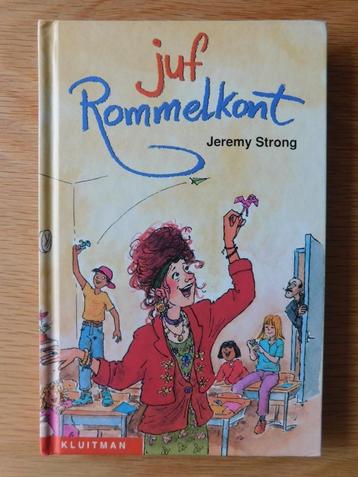 juf
Rommelkont
Jeremy Strong
KLUITMAN